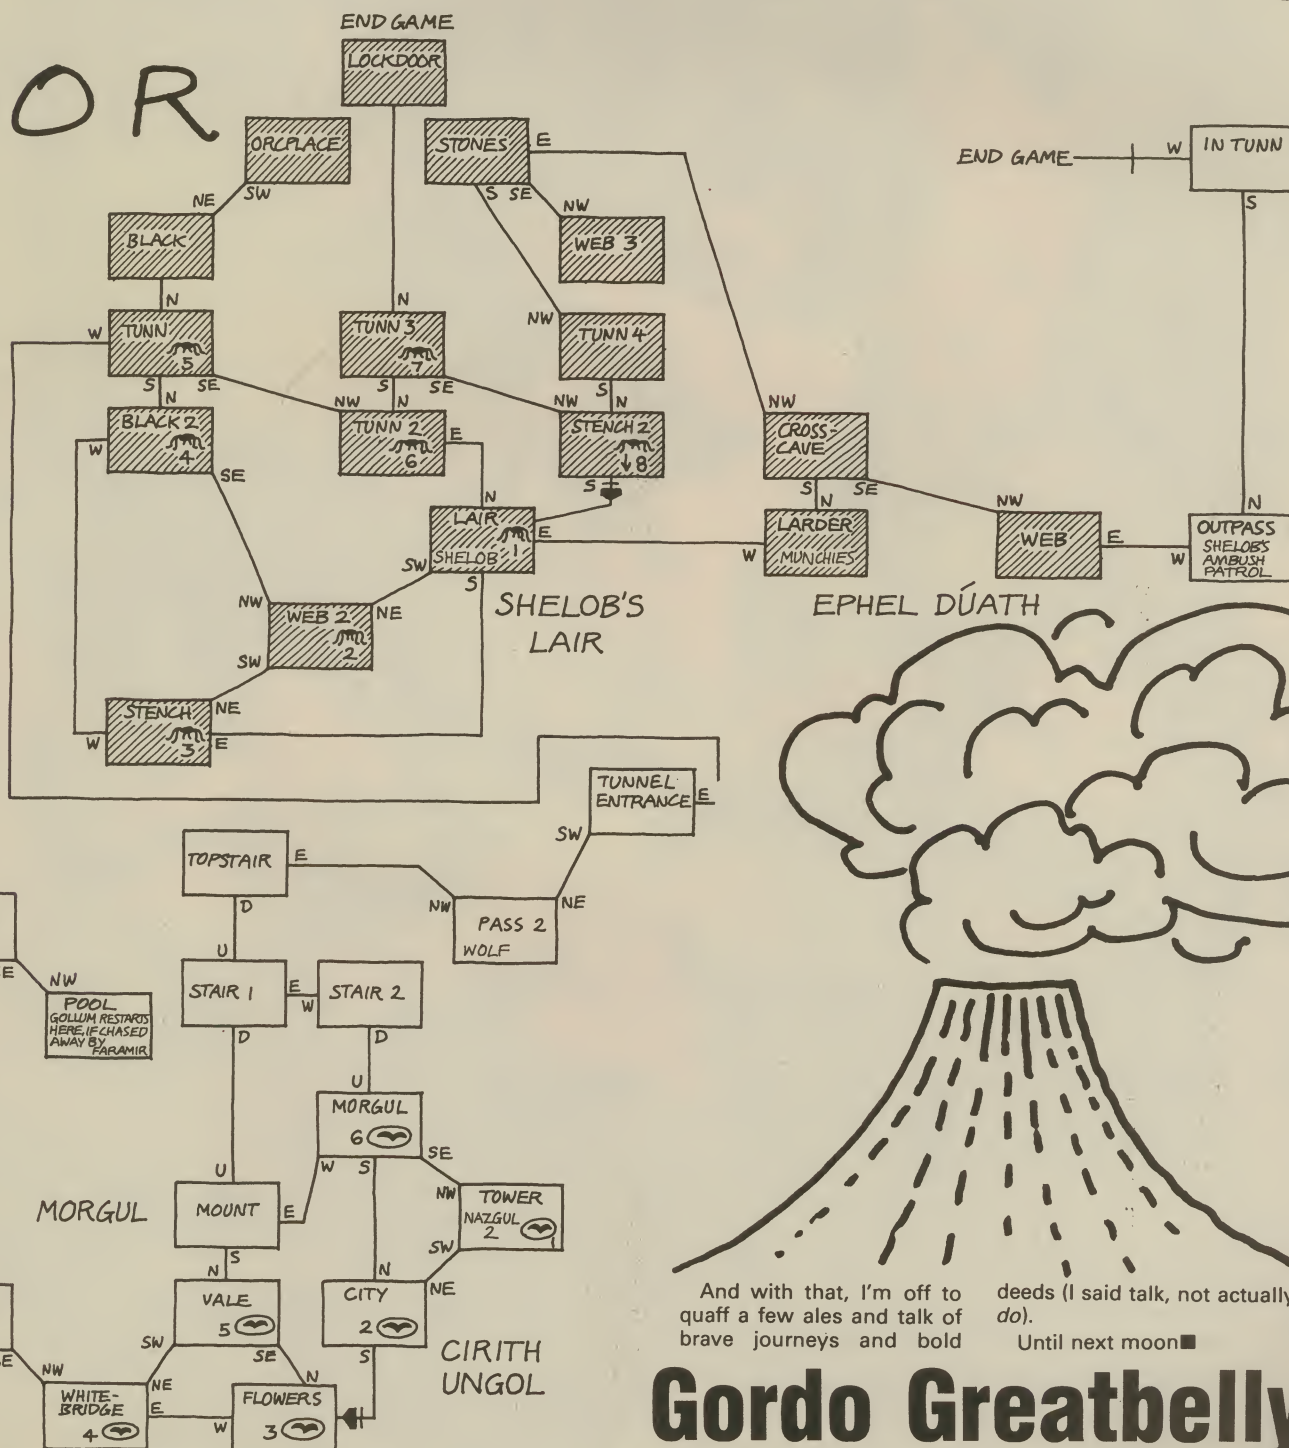 END GAME
LOCKDOOR
OR
ORCPLACE
STONES
E
SW
NE
S SE
NW
BLACK
WEB 3
N
N
W
TUNN
5
TUNN 3
7
NW
TUNN 4
S
SE
N
S
SE
NW
N
NW
S
N
BLACK 2
4
W
SE
TUNN 2
6
E
STENCH 2
↓8
S
N
LAIR
SHELOB 1
E
SW
S
NW
CROSS-
CAVE
S
SE
N
LARDER
MUNCHIES
W
NW
WEB
E
END GAME
W
IN TUNN
S
N
OUTPASS
SHELOB'S
AMBUSH
PATROL
W
SHELOB'S
LAIR
EPHEL DÚATH
NW
WEB 2
2
NE
SW
STENCH
3
NE
W
E
TUNNEL
ENTRANCE
E
SW
TOPSTAIR
E
D
NW
PASS 2
WOLF
NE
U
STAIR 1
E
W
STAIR 2
D
D
E
NW
POOL
GOLLUM RESTARTS
HERE, IF CHASED
AWAY BY
FARAMIR
U
MORGUL
6
W
S
SE
U
MOUNT
E
S
MORGUL
NW
TOWER
NAZGUL
2
1
SW
N
VALE
5
SW
SE
N
CITY
2
NE
S
CIRITH
UNGOL
E
NW
WHITE-
BRIDGE
4
NE
E
N
FLOWERS
3
W
And with that, I'm off to
quaff a few ales and talk of
brave journeys and bold
deeds (I said talk, not actually
do).
Until next moon■
Gordo Greatbelly